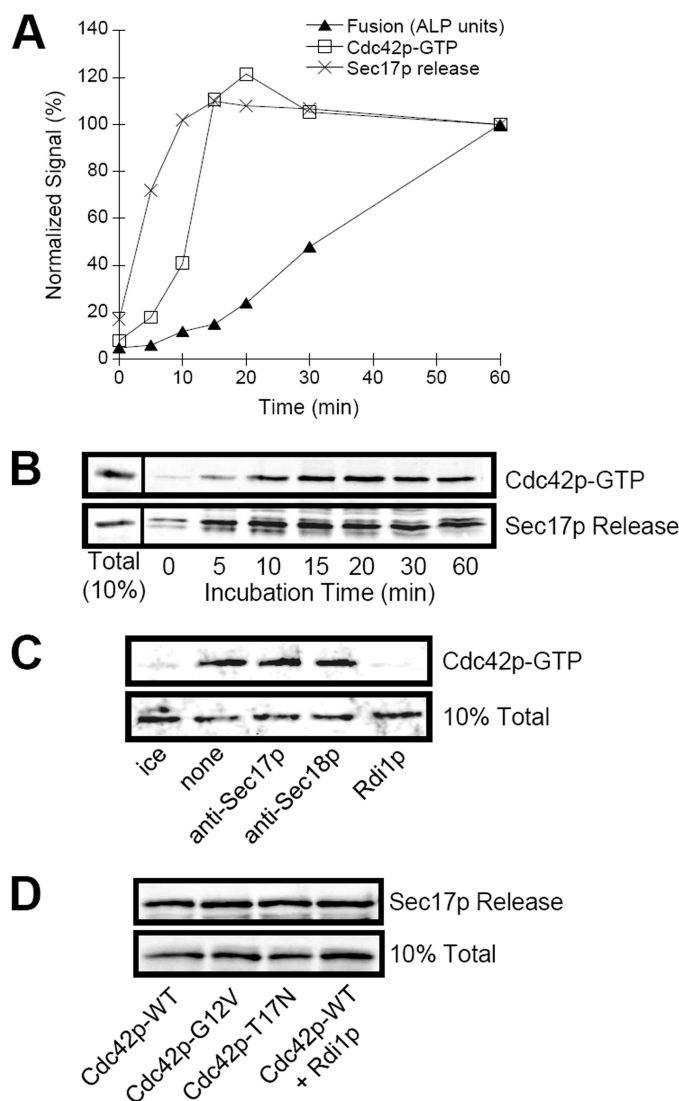 A
Fusion (ALP units)
Cdc42p-GTP
Sec17p release
Normalized Signal (%)
140
120
100
80
60
40
20
0
0 10 20 30 40 50 60
Time (min)
B
Cdc42p-GTP
Sec17p Release
Total
(10%)
0 5 10 15 20 30 60
Incubation Time (min)
C
Cdc42p-GTP
10% Total
ice
none
anti-Sec17p
anti-Sec18p
Rdi1p
D
Sec17p Release
10% Total
Cdc42p-WT
Cdc42p-G12V
Cdc42p-T17N
Cdc42p-WT
+ Rdi1p